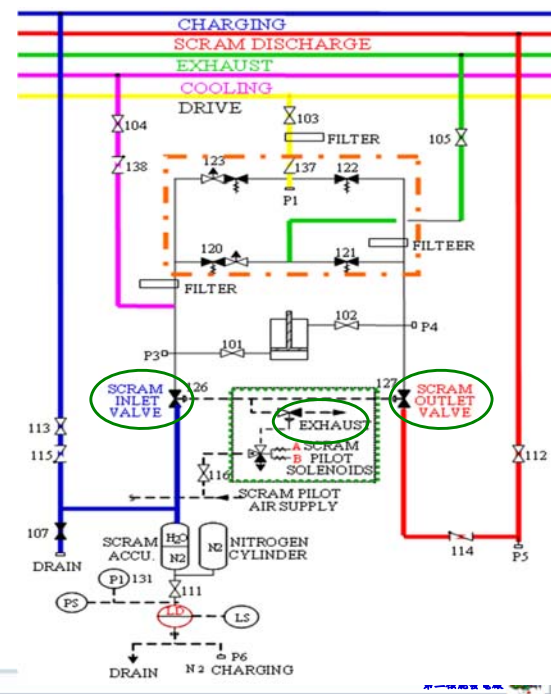 CHARGING
SCRAM DISCHARGE
EXHAUST
COOLING
DRIVE
103
104
FILTER
105
138
123
137
122
P1
120
121
FILTEER
FILTER
102
101
P4
P3
SCRAM
INLET
VALVE
126
127
SCRAM
OUTLET
VALVE
EXHAUST
A SCRAM
B PILOT
SOLENOIDS
113
115
116
112
SCRAM PILOT
AIR SUPPLY
107
DRAIN
SCRAM
ACCU.
H2O
N2
N2
NITROGEN
CYLINDER
114
P5
P1
131
111
PS
LD
LS
DRAIN
P6
N2 CHARGING